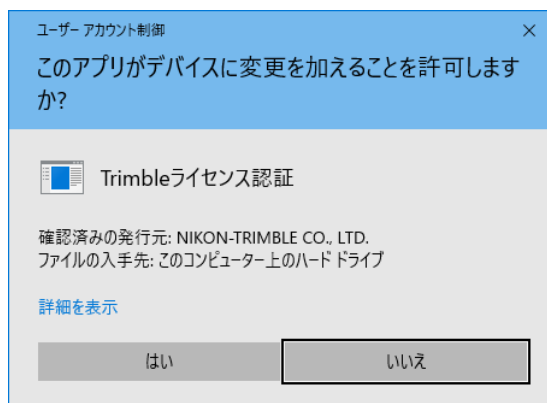 ユーザー アカウント制御
このアプリがデバイスに変更を加えることを許可します
か?
Trimbleライセンス認証
確認済みの発行元: NIKON-TRIMBLE CO., LTD.
ファイルの入手先: このコンピューター上のハード ドライブ
詳細を表示
はい
いいえ